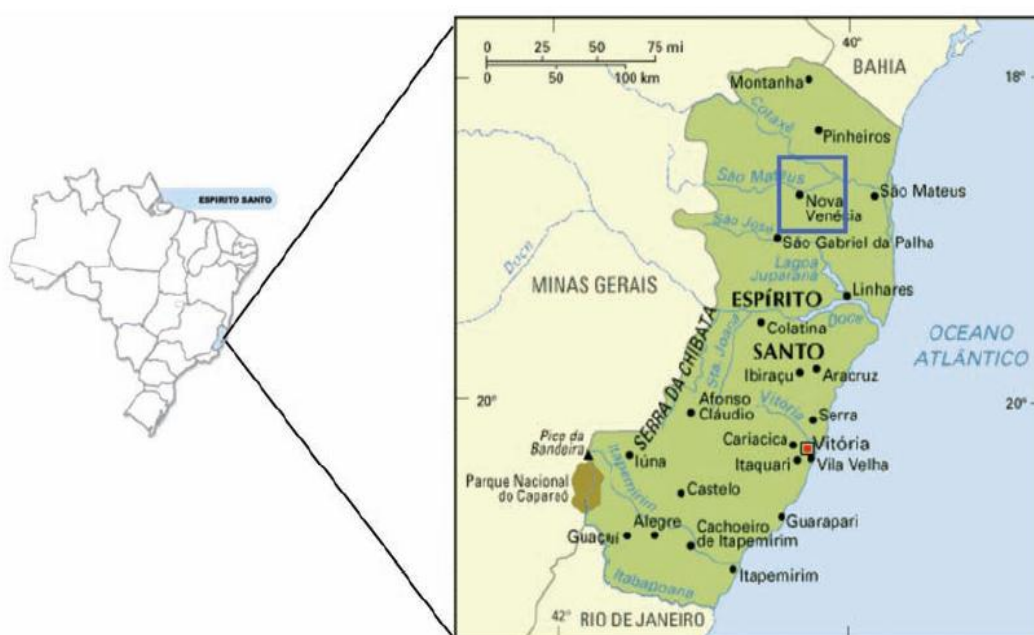 ESPIRITO SANTO
0 25 50 75 mi
0 50 100 km
40°
BAHIA
18°
18°
Montanha
Cotaxé
Pinheiros
São Mateus
São Mateus
Nova
Venécia
São José
São Gabriel da Palha
Doce
Lagoa
Juparanã
MINAS GERAIS
Linhares
ESPÍRITO
Doce
Colatina
SANTO
OCEANO
ATLÂNTICO
SERRA DA CHIBATA
Sta. Joana
Ibiraçu
Aracruz
20°
20°
Afonso
Cláudio
Vitória
Serra
Pico da
Bandeira
Cariacica
Vitória
Iúna
Itaquari
Vila Velha
Parque Nacional
do Caparaó
Itapemirim
Castelo
Guarapari
Guaçuí
Alegre
Cachoeiro
de Itapemirim
Itapemirim
Itabapoana
42°
RIO DE JANEIRO